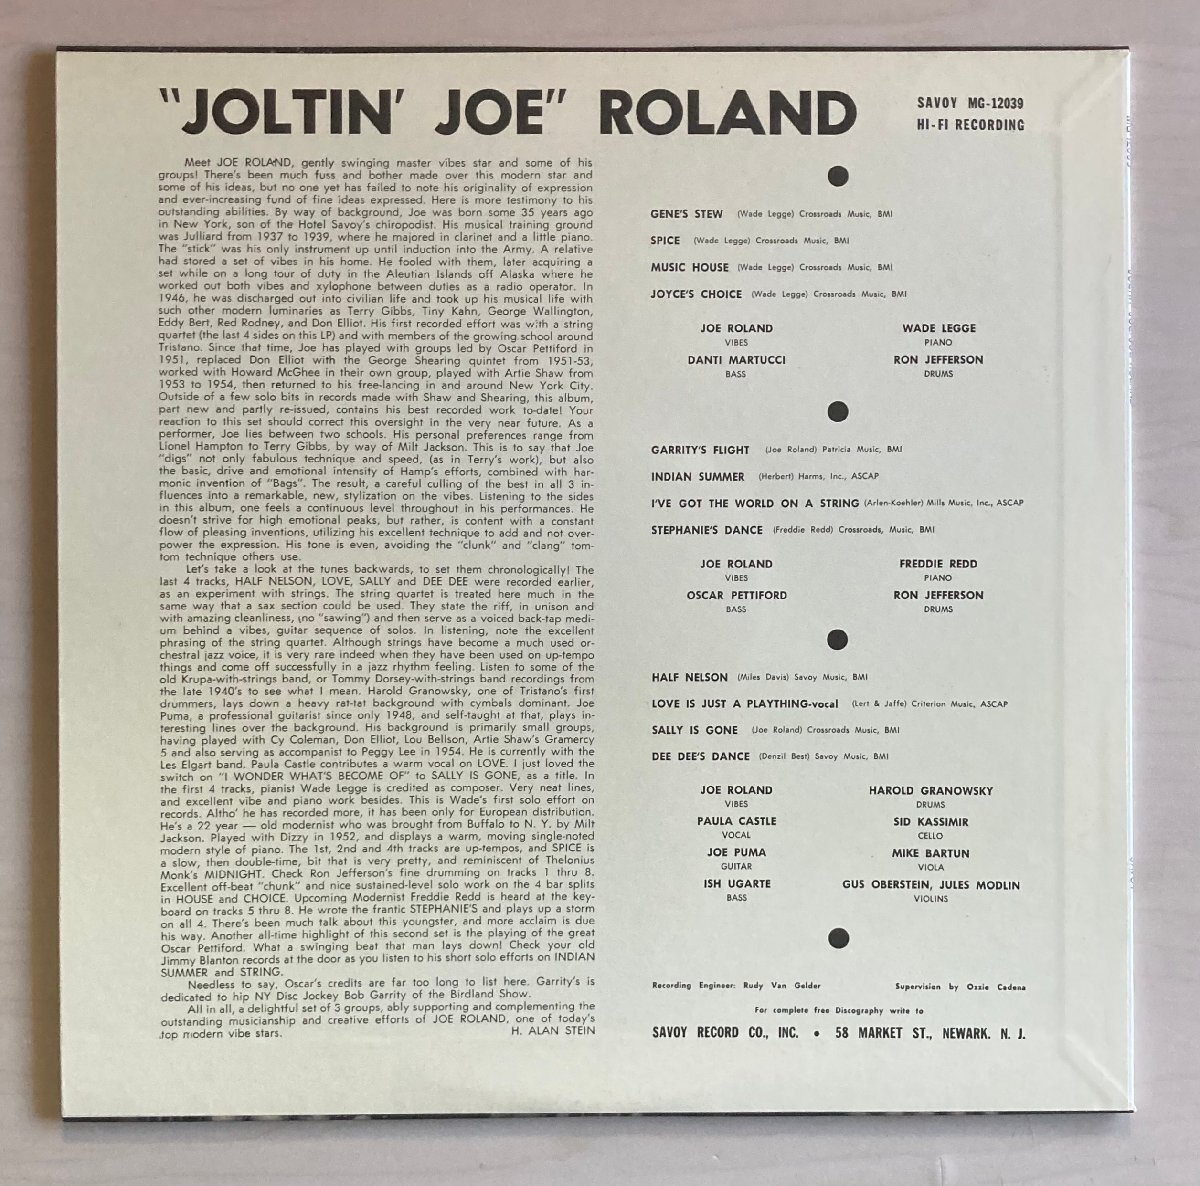 "JOLTIN' JOE" ROLAND
SAVOY MG-12039
HI-FI RECORDING
Meet JOE ROLAND, gently swinging master vibes star and some of his
groups! There's been much fuss and bother made over this modern star and
some of his ideas, but no one yet has failed to note his originality of expression
and ever-increasing fund of fine ideas expressed. Here is more testimony to his
outstanding abilities. By way of background, Joe was born some 35 years ago
in New York, son of the Hotel Savoy's chiropodist. His musical training ground
was Julliard from 1937 to 1939, where he majored in clarinet and a little piano.
The "stick" was his only instrument up until induction into the Army. A relative
had stored a set of vibes in his home. He fooled with them, later acquiring a
set while on a long tour of duty in the Aleutian Islands off Alaska where he
worked out both vibes and xylophone between duties as a radio operator. In
1946, he was discharged out into civilian life and took up his musical life with
such other modern luminaries as Terry Gibbs, Tiny Kahn, George Wallington,
Eddy Bert, Red Rodney, and Don Elliot. His first recorded effort was with a string
quartet (the last 4 sides on this LP) and with members of the growing school around
Tristano. Since that time, Joe has played with groups led by Oscar Pettiford in
1951, replaced Don Elliot with the George Shearing quintet from 1951-53,
worked with Howard McGhee in their own group, played with Artie Shaw from
1953 to 1954, then returned to his free-lancing in and around New York City.
Outside of a few solo bits in records made with Shaw and Shearing, this album,
part new and partly re-issued, contains his best recorded work to-date! Your
reaction to this set should correct this oversight in the very near future. As a
performer, Joe lies between two schools. His personal preferences range from
Lionel Hampton to Terry Gibbs, by way of Milt Jackson. This is to say that Joe
"digs" not only fabulous technique and speed, (as in Terry's work), but also
the basic, drive and emotional intensity of Hamp's efforts, combined with har-
monic invention of "Bags". The result, a careful culling of the best in all 3 in-
fluences into a remarkable, new, stylization on the vibes. Listening to the sides
in this album, one feels a continuous level throughout in his performances. He
doesn't strive for high emotional peaks, but rather, is content with a constant
flow of pleasing inventions, utilizing his excellent technique to add and not over-
power the expression. His tone is even, avoiding the "clunk" and "clang" tom-
tom technique others use.
Let's take a look at the tunes backwards, to set them chronologically! The
last 4 tracks, HALF NELSON, LOVE, SALLY and DEE DEE were recorded earlier,
as an experiment with strings. The string quartet is treated here much in the
same way that a sax section could be used. They state the riff, in unison and
with amazing cleanliness, (no "sawing") and then serve as a voiced back-tap medi-
um behind a vibes, guitar sequence of solos. In listening, note the excellent
phrasing of the string quartet. Although strings have become a much used or-
chestral jazz voice, it is very rare indeed when they have been used on up-tempo
things and come off successfully in a jazz rhythm feeling. Listen to some of the
old Krupa-with-strings band, or Tommy Dorsey-with-strings band recordings from
the late 1940's to see what I mean. Harold Granowsky, one of Tristano's first
drummers, lays down a heavy rat-tat background with cymbals dominant. Joe
Puma, a professional guitarist since only 1948, and self-taught at that, plays in-
teresting lines over the background. His background is primarily small groups,
having played with Cy Coleman, Don Elliot, Lou Bellson, Artie Shaw's Gramercy
5 and also serving as accompanist to Peggy Lee in 1954. He is currently with the
Les Elgart band. Paula Castle contributes a warm vocal on LOVE. I just loved the
switch on "I WONDER WHAT'S BECOME OF" to SALLY IS GONE, as a title. In
the first 4 tracks, pianist Wade Legge is credited as composer. Very neat lines,
and excellent vibe and piano work besides. This is Wade's first solo effort on
records. Altho' he has recorded more, it has been only for European distribution.
He's a 22 year — old modernist who was brought from Buffalo to N. Y. by Milt
Jackson. Played with Dizzy in 1952, and displays a warm, moving single-noted
modern style of piano. The 1st, 2nd and 4th tracks are up-tempos, and SPICE is
a slow, then double-time, bit that is very pretty, and reminiscent of Thelonius
Monk's MIDNIGHT. Check Ron Jefferson's fine drumming on tracks 1 thru 8.
Excellent off-beat "chunk" and nice sustained-level solo work on the 4 bar splits
in HOUSE and CHOICE. Upcoming Modernist Freddie Redd is heard at the key-
board on tracks 5 thru 8. He wrote the frantic STEPHANIE'S and plays up a storm
on all 4. There's been much talk about this youngster, and more acclaim is due
his way. Another all-time highlight of this second set is the playing of the great
Oscar Pettiford. What a swinging beat that man lays down! Check your old
Jimmy Blanton records at the door as you listen to his short solo efforts on INDIAN
SUMMER and STRING.
Needless to say, Oscar's credits are far too long to list here. Garrity's is
dedicated to hip NY Disc Jockey Bob Garrity of the Birdland Show.
All in all, a delightful set of 3 groups, ably supporting and complementing the
outstanding musicianship and creative efforts of JOE ROLAND, one of today's
top modern vibe stars. H. ALAN STEIN
GENE'S STEW (Wade Legge) Crossroads Music, BMI
SPICE (Wade Legge) Crossroads Music, BMI
MUSIC HOUSE (Wade Legge) Crossroads Music, BMI
JOYCE'S CHOICE (Wade Legge) Crossroads Music, BMI
JOE ROLAND WADE LEGGE
VIBES PIANO
DANTI MARTUCCI RON JEFFERSON
BASS DRUMS
GARRITY'S FLIGHT (Joe Roland) Patricia Music, BMI
INDIAN SUMMER (Herbert) Harms, Inc., ASCAP
I'VE GOT THE WORLD ON A STRING (Arlen-Koehler) Mills Music, Inc., ASCAP
STEPHANIE'S DANCE (Freddie Redd) Crossroads, Music, BMI
JOE ROLAND FREDDIE REDD
VIBES PIANO
OSCAR PETTIFORD RON JEFFERSON
BASS DRUMS
HALF NELSON (Miles Davis) Savoy Music, BMI
LOVE IS JUST A PLAYTHING-vocal (Lert & Jaffe) Criterion Music, ASCAP
SALLY IS GONE (Joe Roland) Crossroads Music, BMI
DEE DEE'S DANCE (Denzil Best) Savoy Music, BMI
JOE ROLAND HAROLD GRANOWSKY
VIBES DRUMS
PAULA CASTLE SID KASSIMIR
VOCAL CELLO
JOE PUMA MIKE BARTUN
GUITAR VIOLA
ISH UGARTE GUS OBERSTEIN, JULES MODLIN
BASS VIOLINS
Recording Engineer: Rudy Van Gelder Supervision by Ozzie Cadena
For complete free Discography write to
SAVOY RECORD CO., INC. • 58 MARKET ST., NEWARK. N. J.